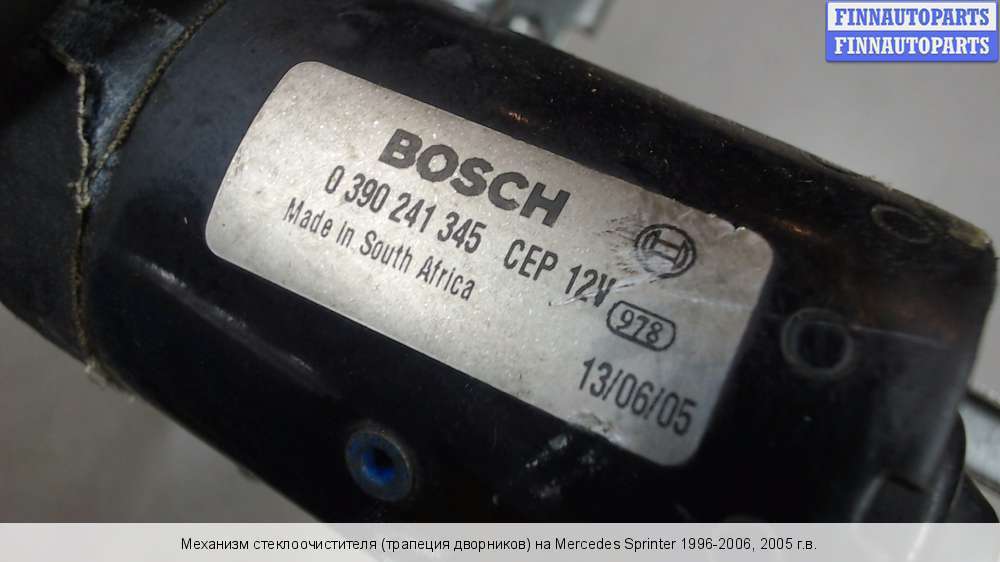 FINNAUTOPARTS
FINNAUTOPARTS
BOSCH
0 390 241 345 CEP 12V
Made in South Africa
978
13/06/05
Механизм стеклоочистителя (трапеция дворников) на Mercedes Sprinter 1996-2006, 2005 г.в.